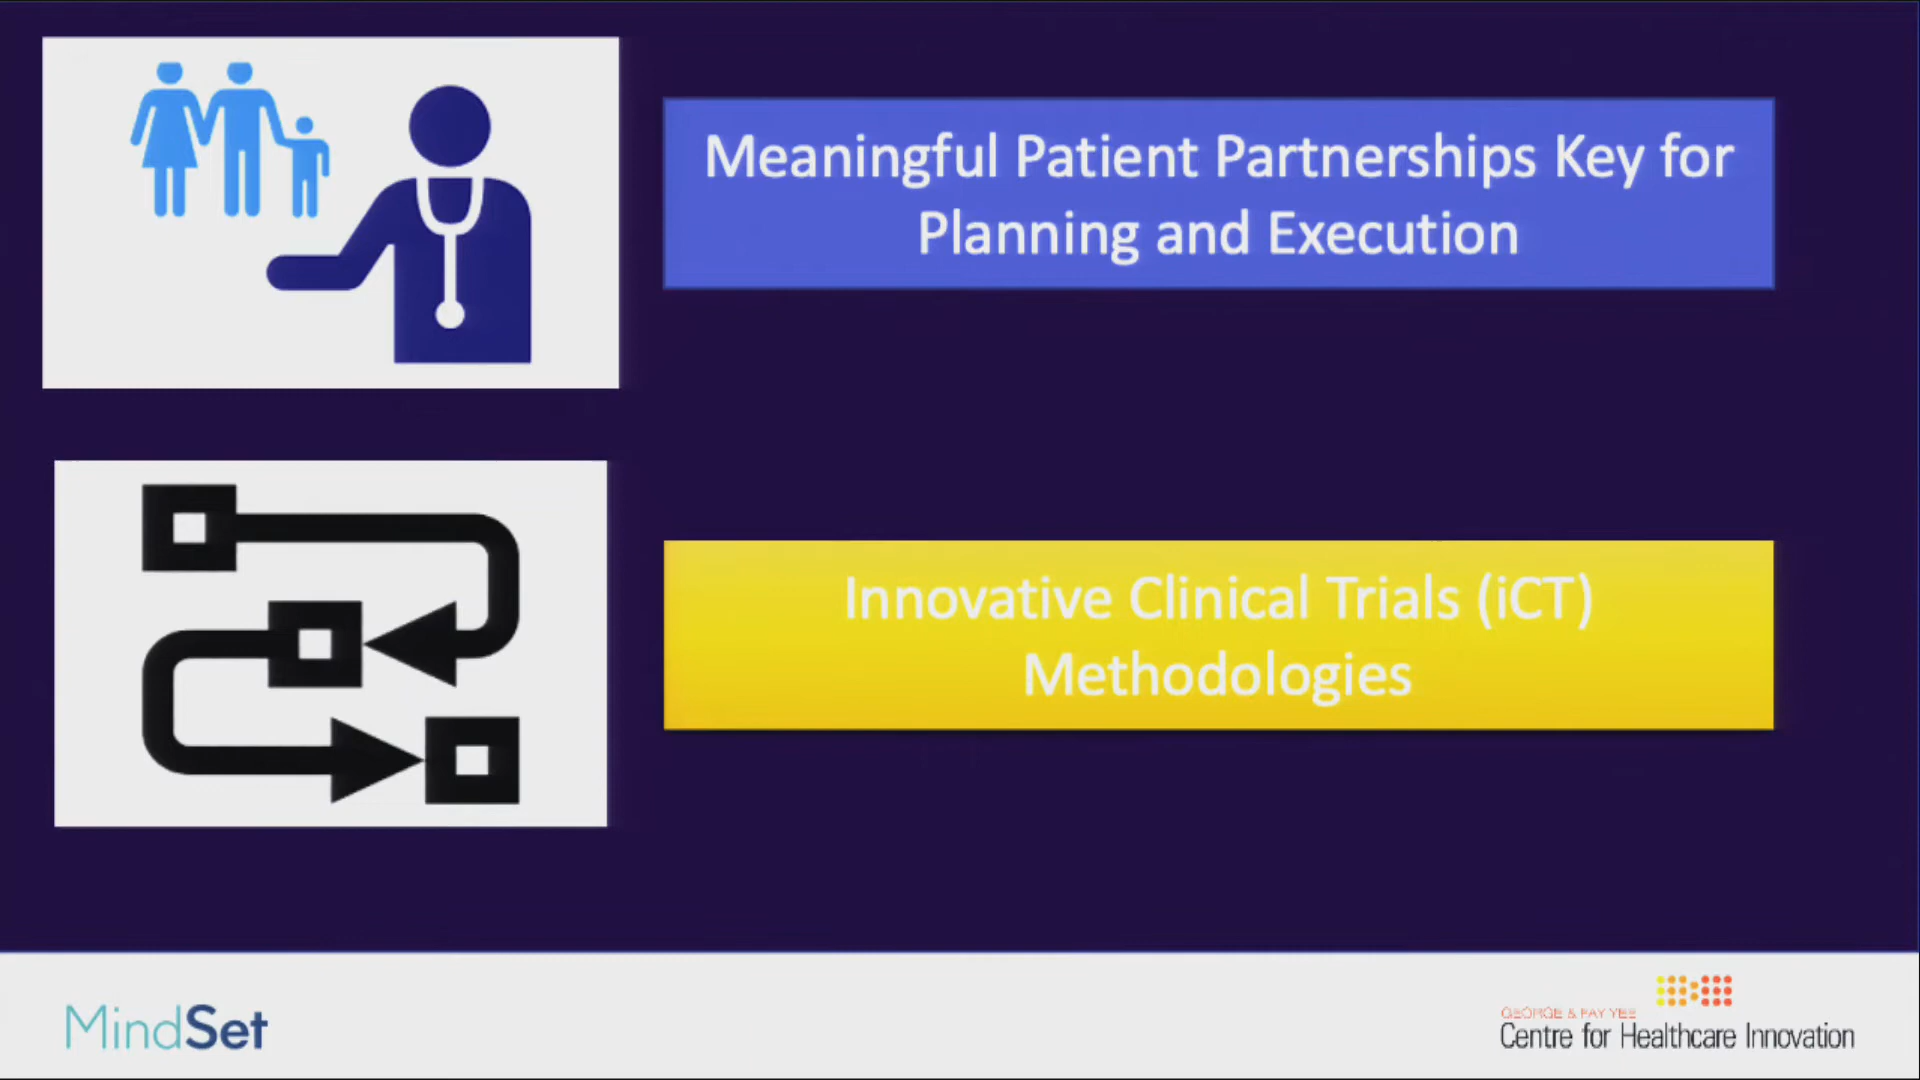 Meaningful Patient Partnerships Key for
Planning and Execution
Innovative Clinical Trials (iCT)
Methodologies
MindSet
GEORGE & FAY YEE
Centre for Healthcare Innovation